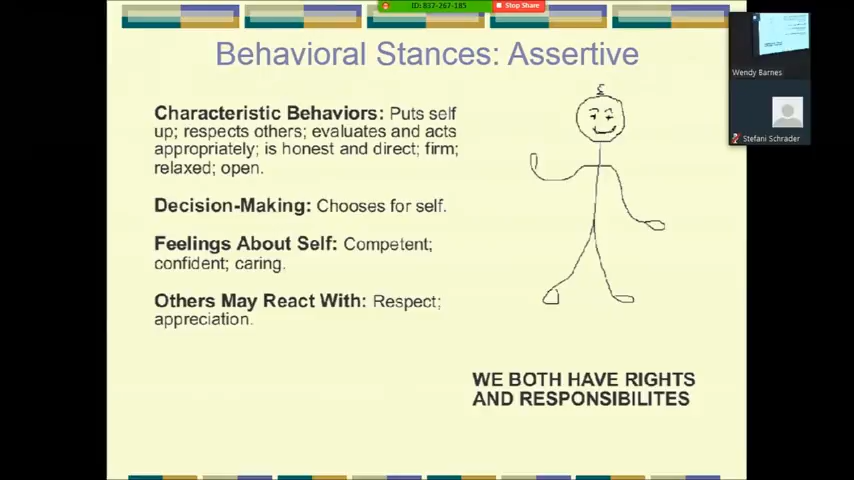 ID: 837-267-185
Stop Share
Behavioral Stances: Assertive
Wendy Barnes
Stefani Schrader
Characteristic Behaviors: Puts self
up; respects others; evaluates and acts
appropriately; is honest and direct; firm;
relaxed; open.
Decision-Making: Chooses for self.
Feelings About Self: Competent;
confident; caring.
Others May React With: Respect;
appreciation.
WE BOTH HAVE RIGHTS
AND RESPONSIBILITES